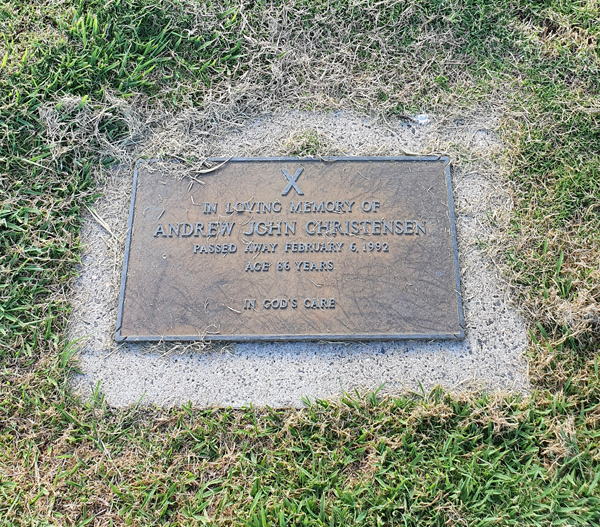 IN LOVING MEMORY OF
ANDREW JOHN CHRISTENSEN
PASSED AWAY FEBRUARY 6, 1992
AGE 86 YEARS
IN GOD'S CARE